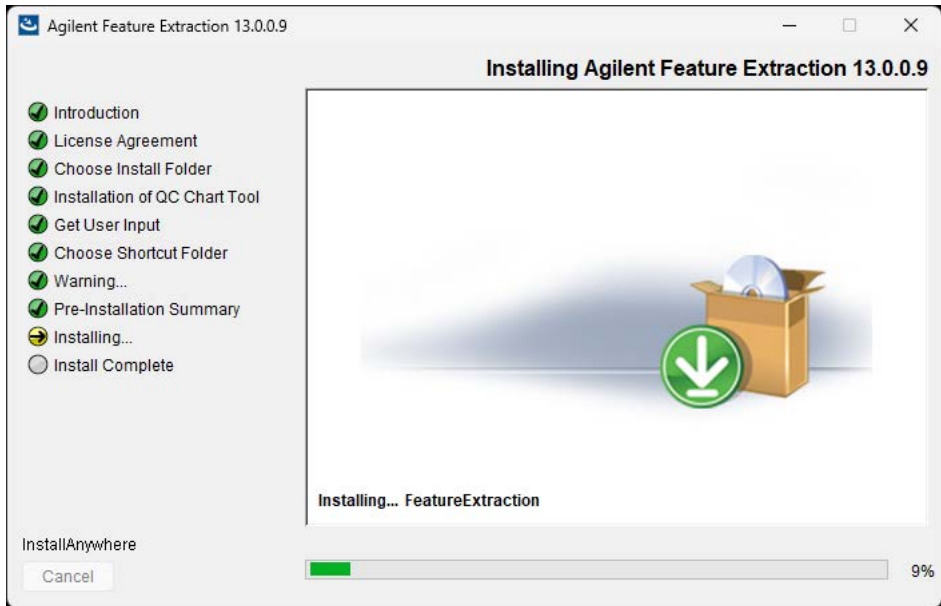 Agilent Feature Extraction 13.0.0.9
Installing Agilent Feature Extraction 13.0.0.9
Introduction
License Agreement
Choose Install Folder
Installation of QC Chart Tool
Get User Input
Choose Shortcut Folder
Warning...
Pre-Installation Summary
Installing...
Install Complete
Installing... FeatureExtraction
InstallAnywhere
Cancel
9%